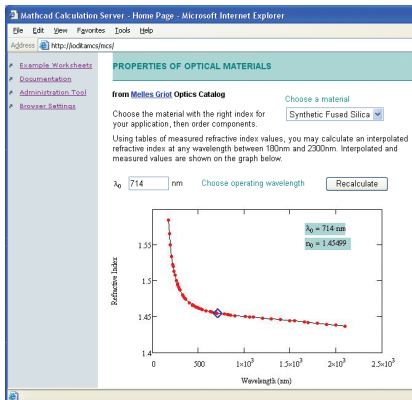 Mathcad Calculation Server - Home Page - Microsoft Internet Explorer
File Edit View Favorites Tools Help
Address http://loditamcs/mcs/
Example Worksheets
Documentation
Administration Tool
Browser Settings
PROPERTIES OF OPTICAL MATERIALS
from Melles Griot Optics Catalog
Choose a material
Choose the material with the right index for
your application, then order components.
Synthetic Fused Silica
Using tables of measured refractive index values, you may calculate an interpolated
refractive index at any wavelength between 180nm and 2300nm. Interpolated and
measured values are shown on the graph below.
λ₀ 714 nm Choose operating wavelength Recalculate
λ₀ = 714 nm
n₀ = 1.45499
1.55
1.5
1.45
1.4
Refractive Index
0 500 1×10³ 1.5×10³ 2×10³ 2.5×10³
Wavelength (nm)